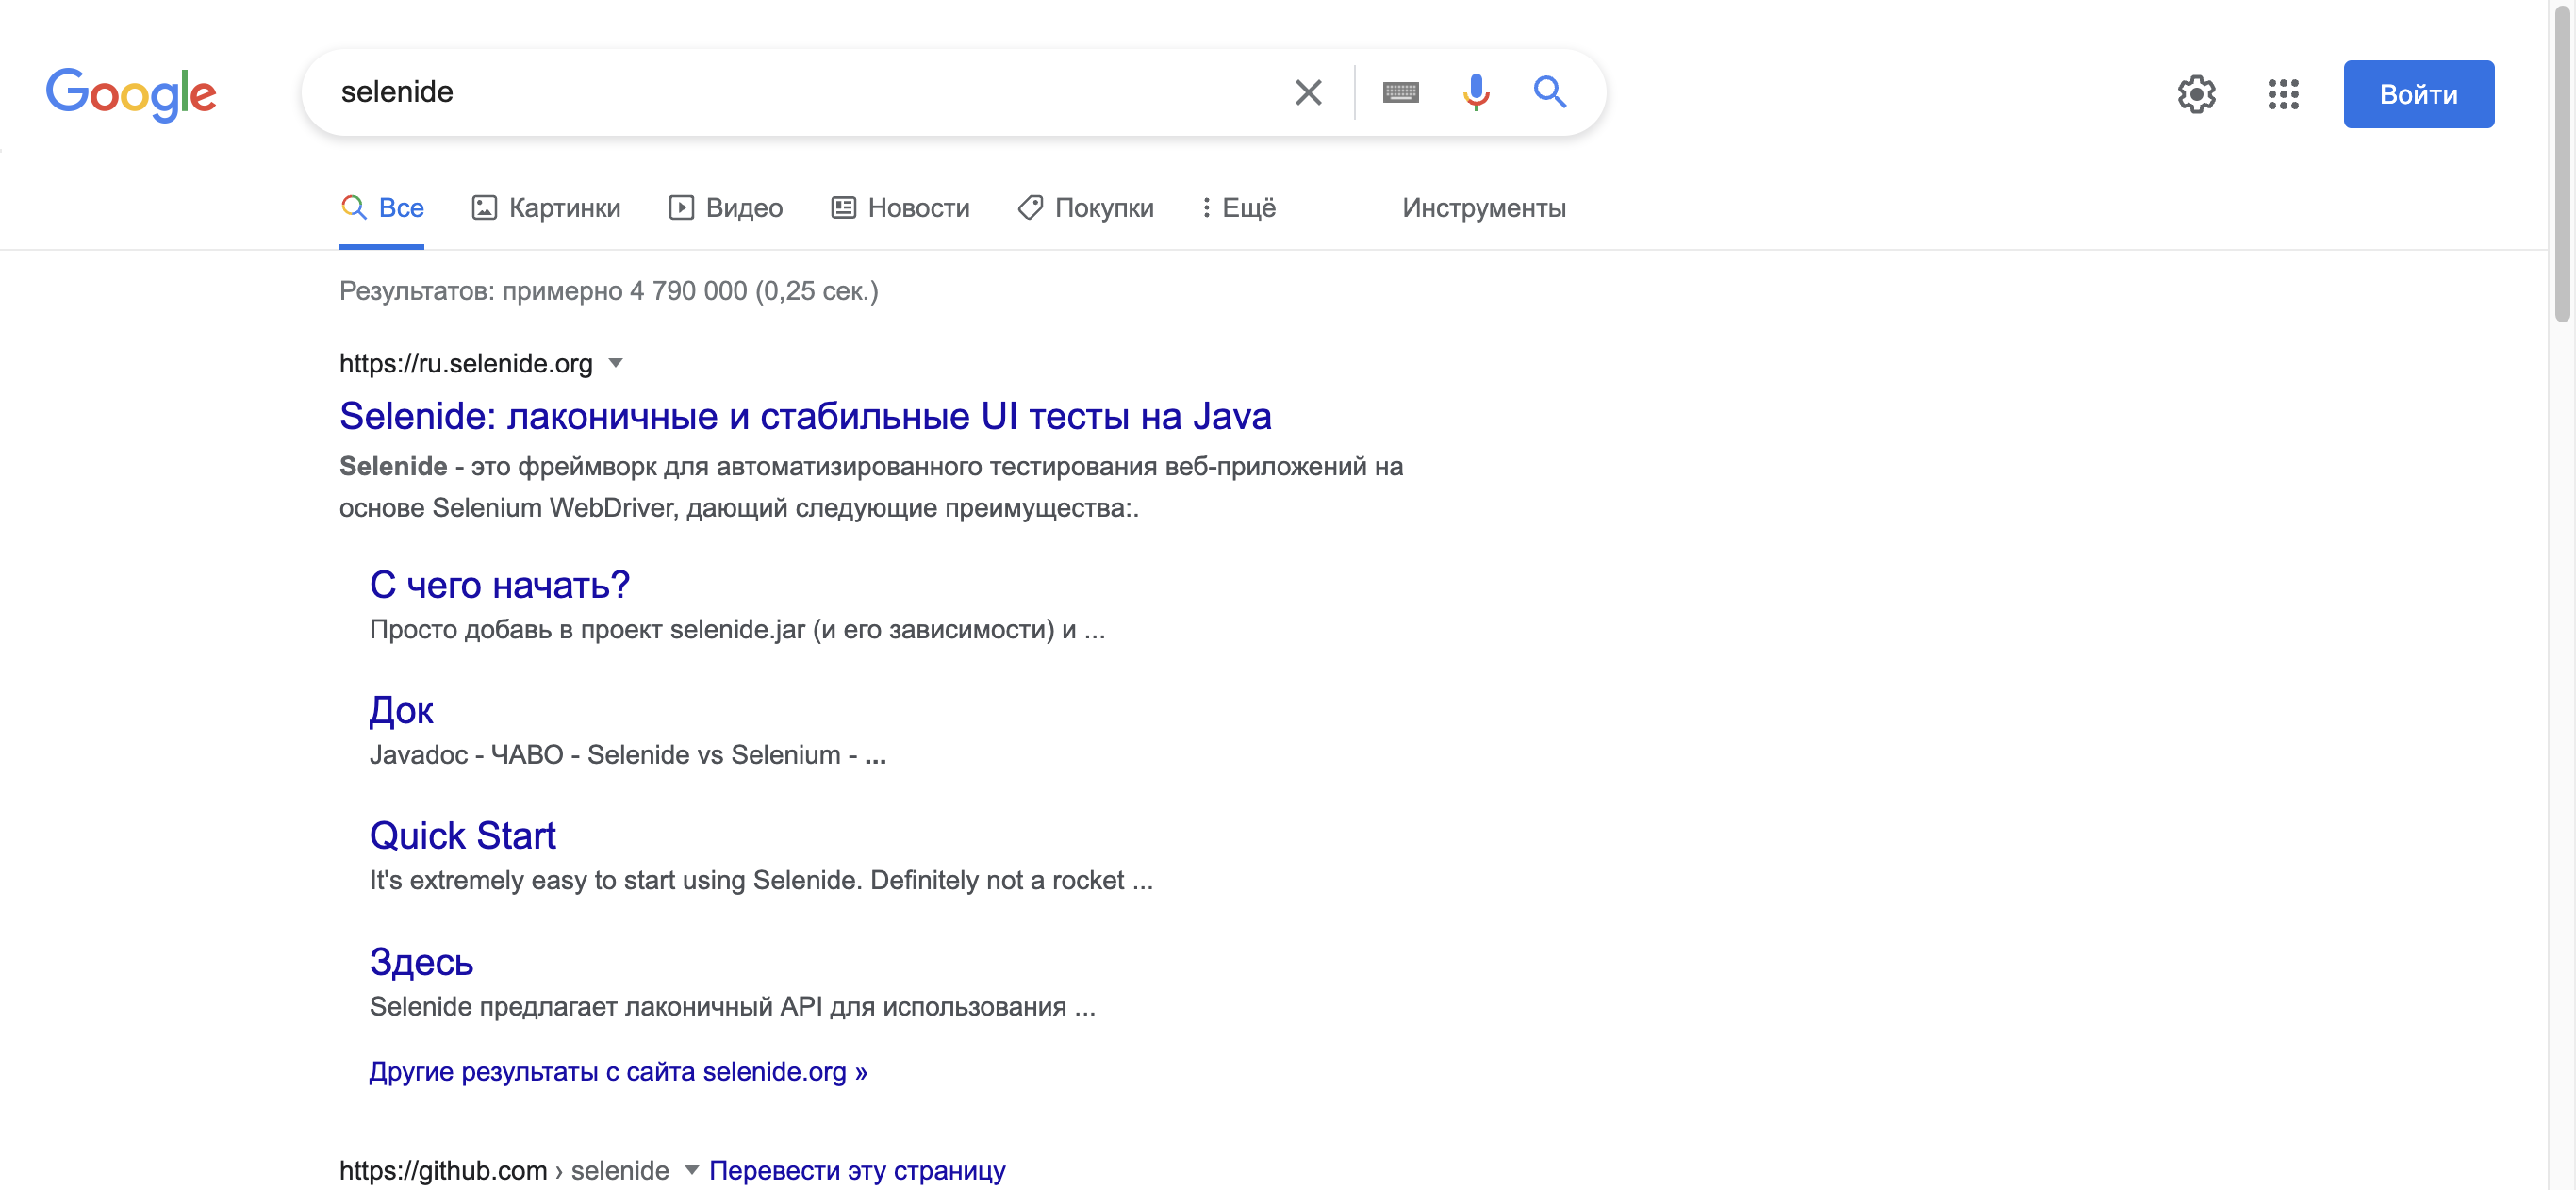 Google
selenide
Войти
Все Картинки Видео Новости Покупки Ещё Инструменты
Результатов: примерно 4 790 000 (0,25 сек.)
https://ru.selenide.org
Selenide: лаконичные и стабильные UI тесты на Java
Selenide - это фреймворк для автоматизированного тестирования веб-приложений на
основе Selenium WebDriver, дающий следующие преимущества:.
С чего начать?
Просто добавь в проект selenide.jar (и его зависимости) и ...
Док
Javadoc - ЧАВО - Selenide vs Selenium - ...
Quick Start
It's extremely easy to start using Selenide. Definitely not a rocket ...
Здесь
Selenide предлагает лаконичный API для использования ...
Другие результаты с сайта selenide.org »
https://github.com › selenide Перевести эту страницу